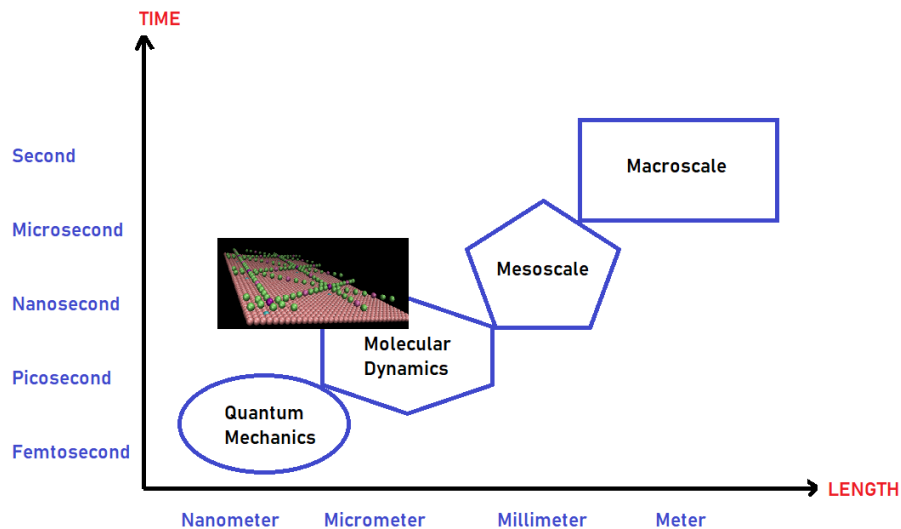 TIME
Second
Macroscale
Microsecond
Mesoscale
Nanosecond
Molecular
Dynamics
Picosecond
Quantum
Mechanics
Femtosecond
LENGTH
Nanometer
Micrometer
Millimeter
Meter